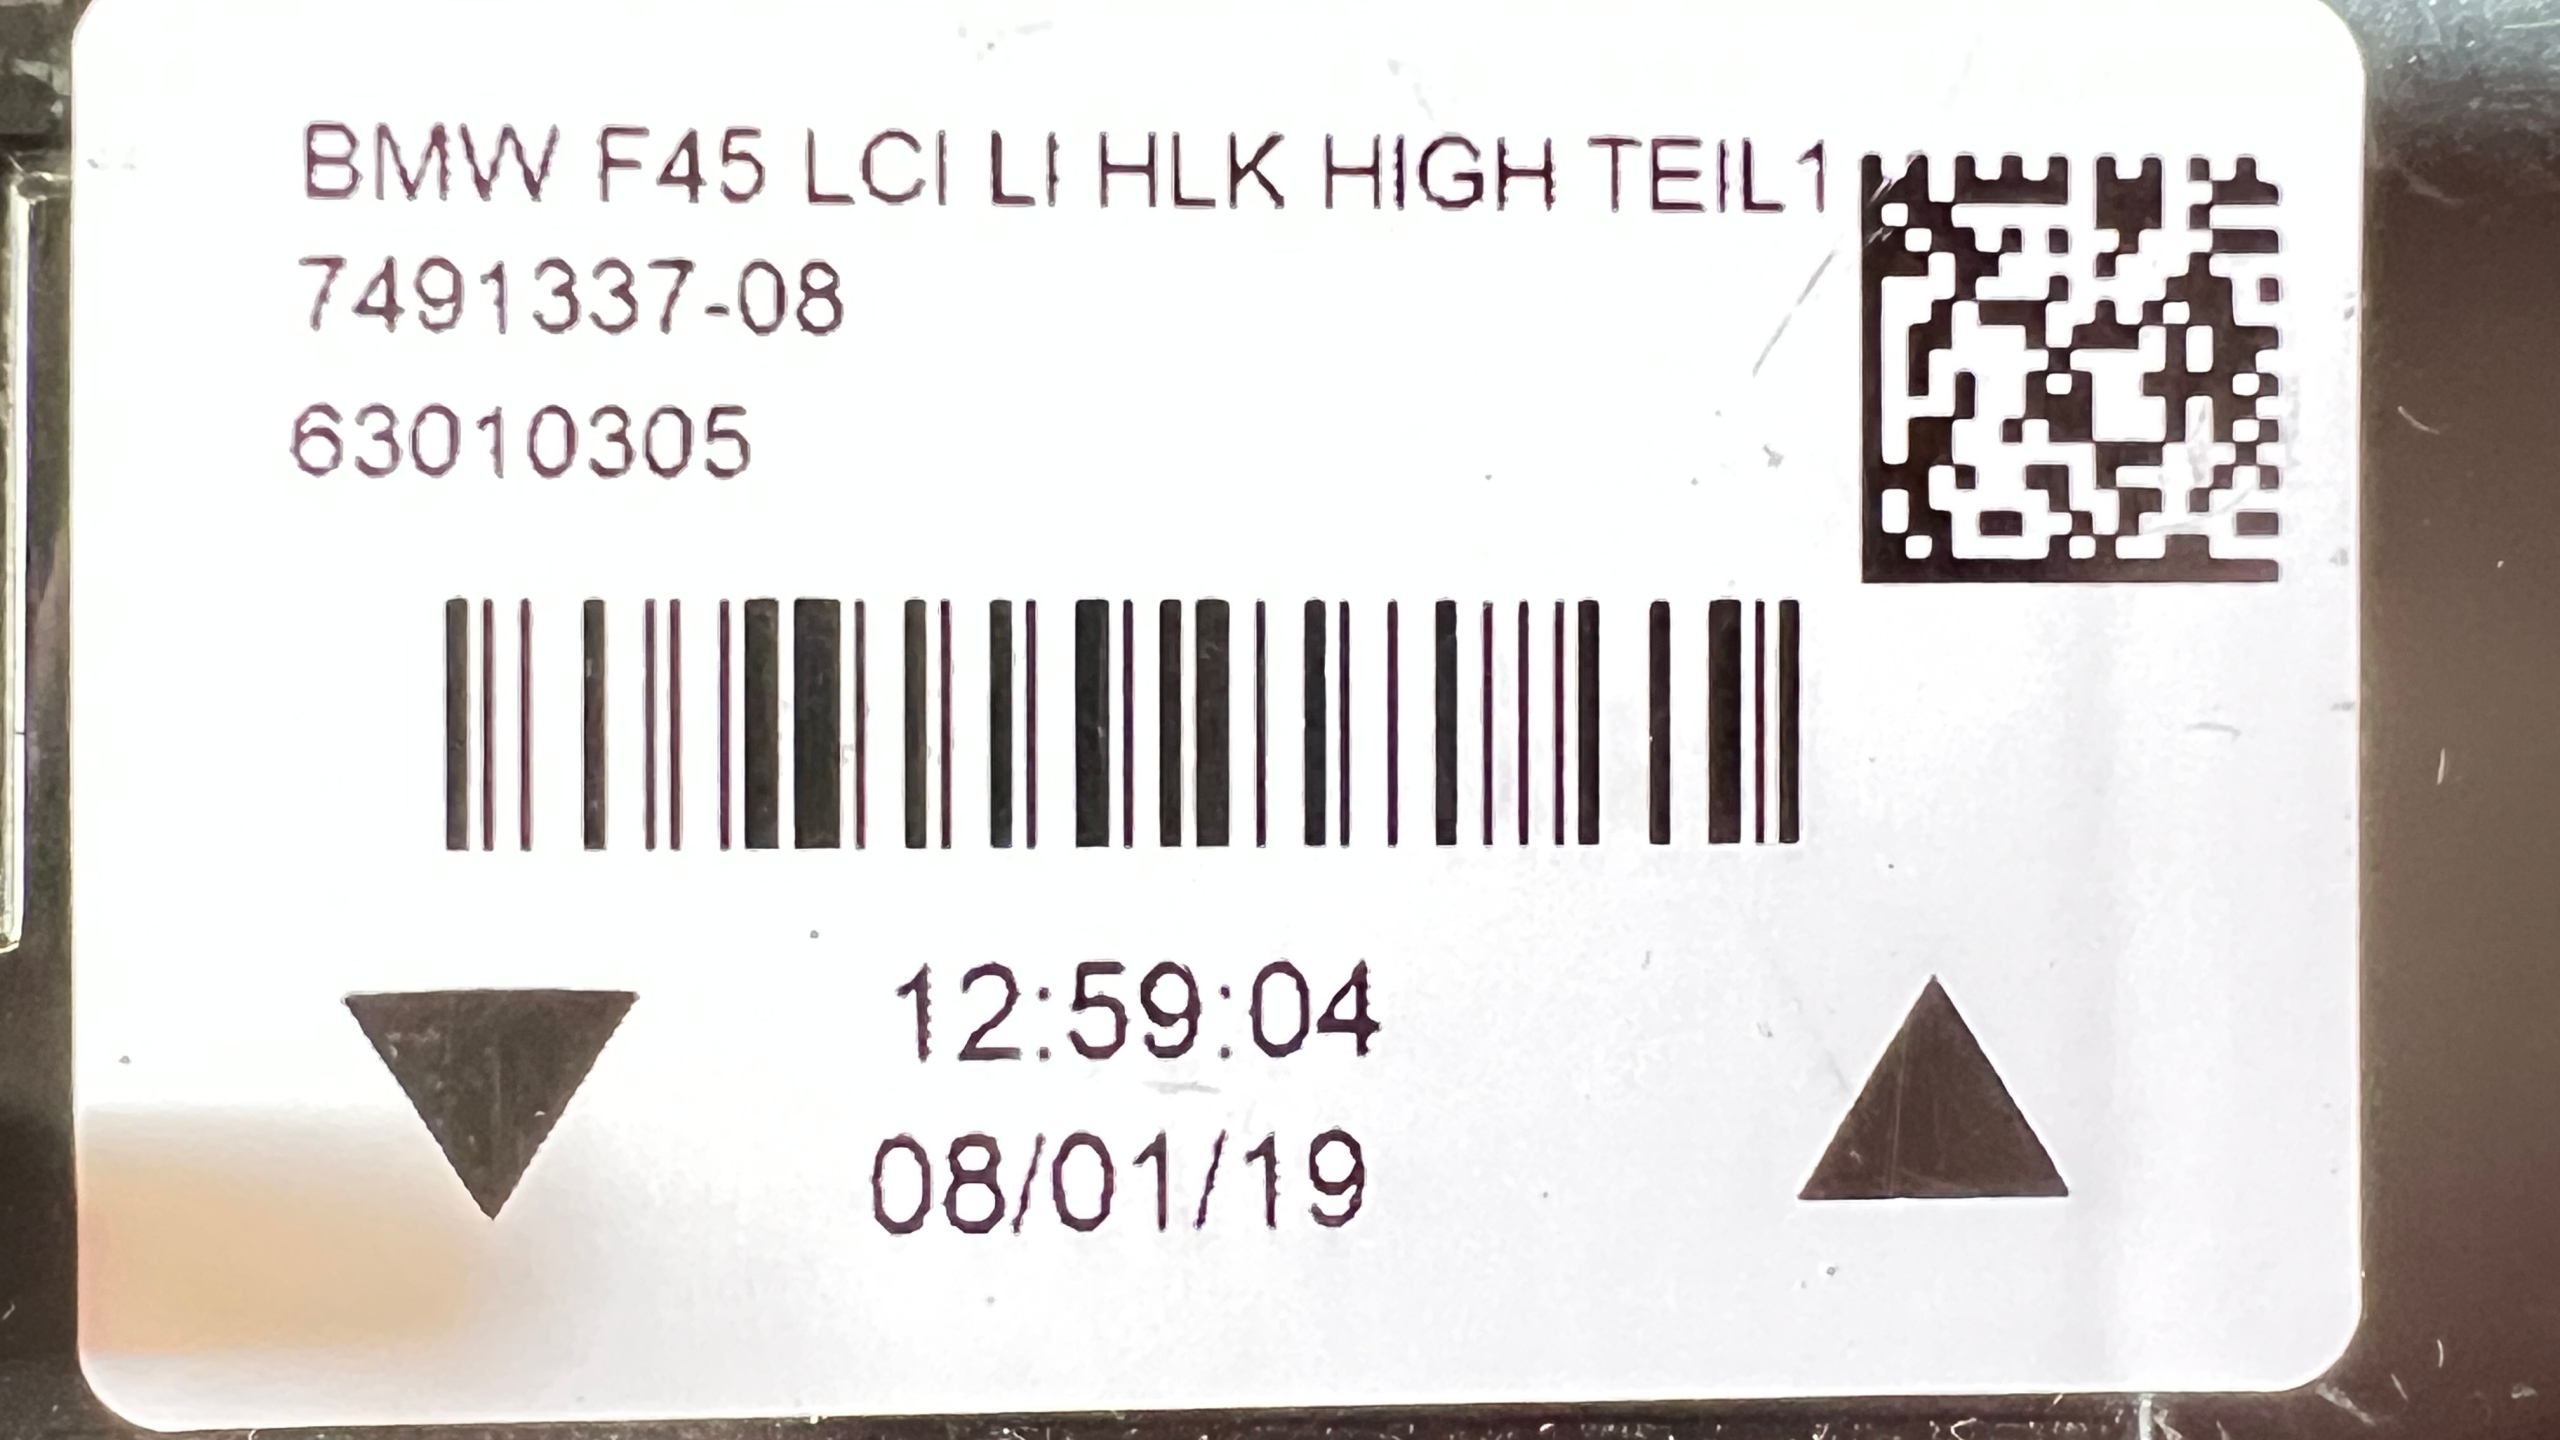 BMW F45 LCI LI HLK HIGH TEIL1
7491337-08
63010305
12:59:04
08/01/19